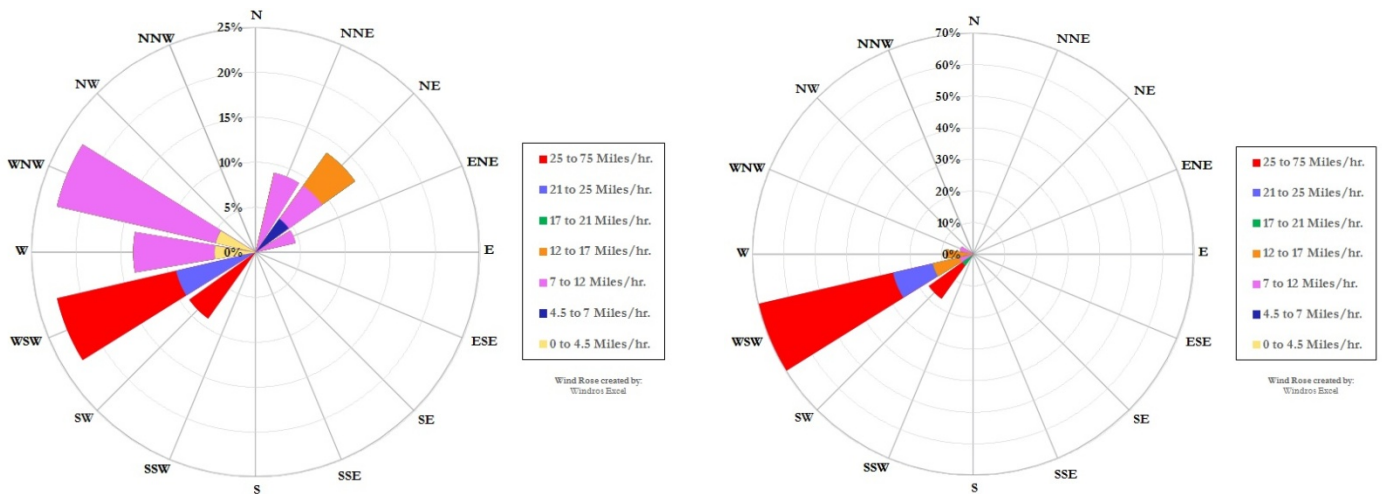 N
NNE
NE
ENE
E
ESE
SE
SSE
S
SSW
SW
WSW
W
WNW
NW
NNW
25%
20%
15%
10%
5%
0%
25 to 75 Miles/hr.
21 to 25 Miles/hr.
17 to 21 Miles/hr.
12 to 17 Miles/hr.
7 to 12 Miles/hr.
4.5 to 7 Miles/hr.
0 to 4.5 Miles/hr.
Wind Rose created by:
Windros Excel
N
NNE
NE
ENE
E
ESE
SE
SSE
S
SSW
SW
WSW
W
WNW
NW
NNW
70%
60%
50%
40%
30%
20%
10%
0%
25 to 75 Miles/hr.
21 to 25 Miles/hr.
17 to 21 Miles/hr.
12 to 17 Miles/hr.
7 to 12 Miles/hr.
4.5 to 7 Miles/hr.
0 to 4.5 Miles/hr.
Wind Rose created by:
Windros Excel